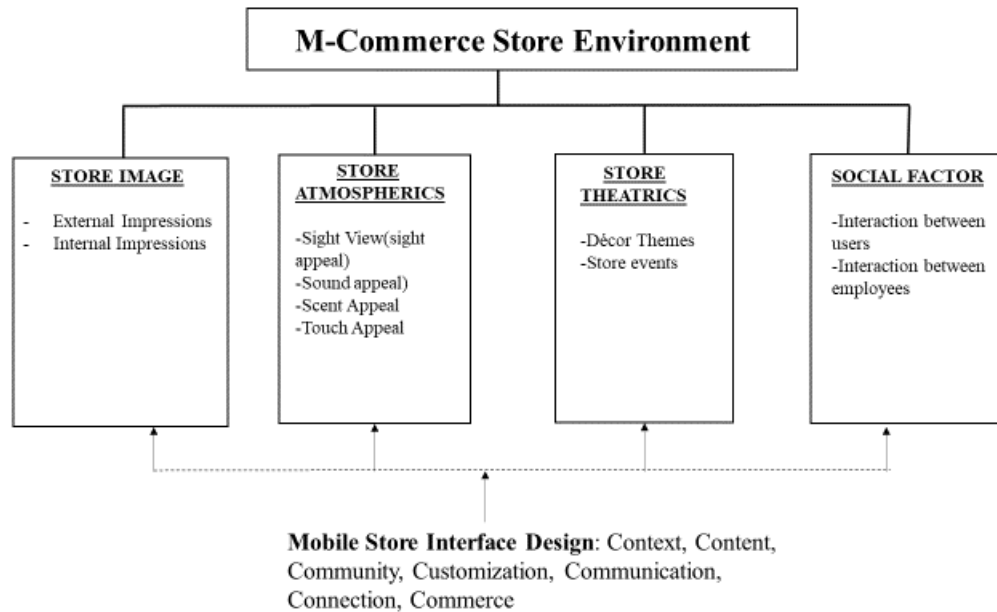 M-Commerce Store Environment
STORE IMAGE
- External Impressions
- Internal Impressions
STORE
ATMOSPHERICS
-Sight View(sight
appeal)
-Sound appeal)
-Scent Appeal
-Touch Appeal
STORE
THEATRICS
-Décor Themes
-Store events
SOCIAL FACTOR
-Interaction between
users
-Interaction between
employees
Mobile Store Interface Design: Context, Content,
Community, Customization, Communication,
Connection, Commerce